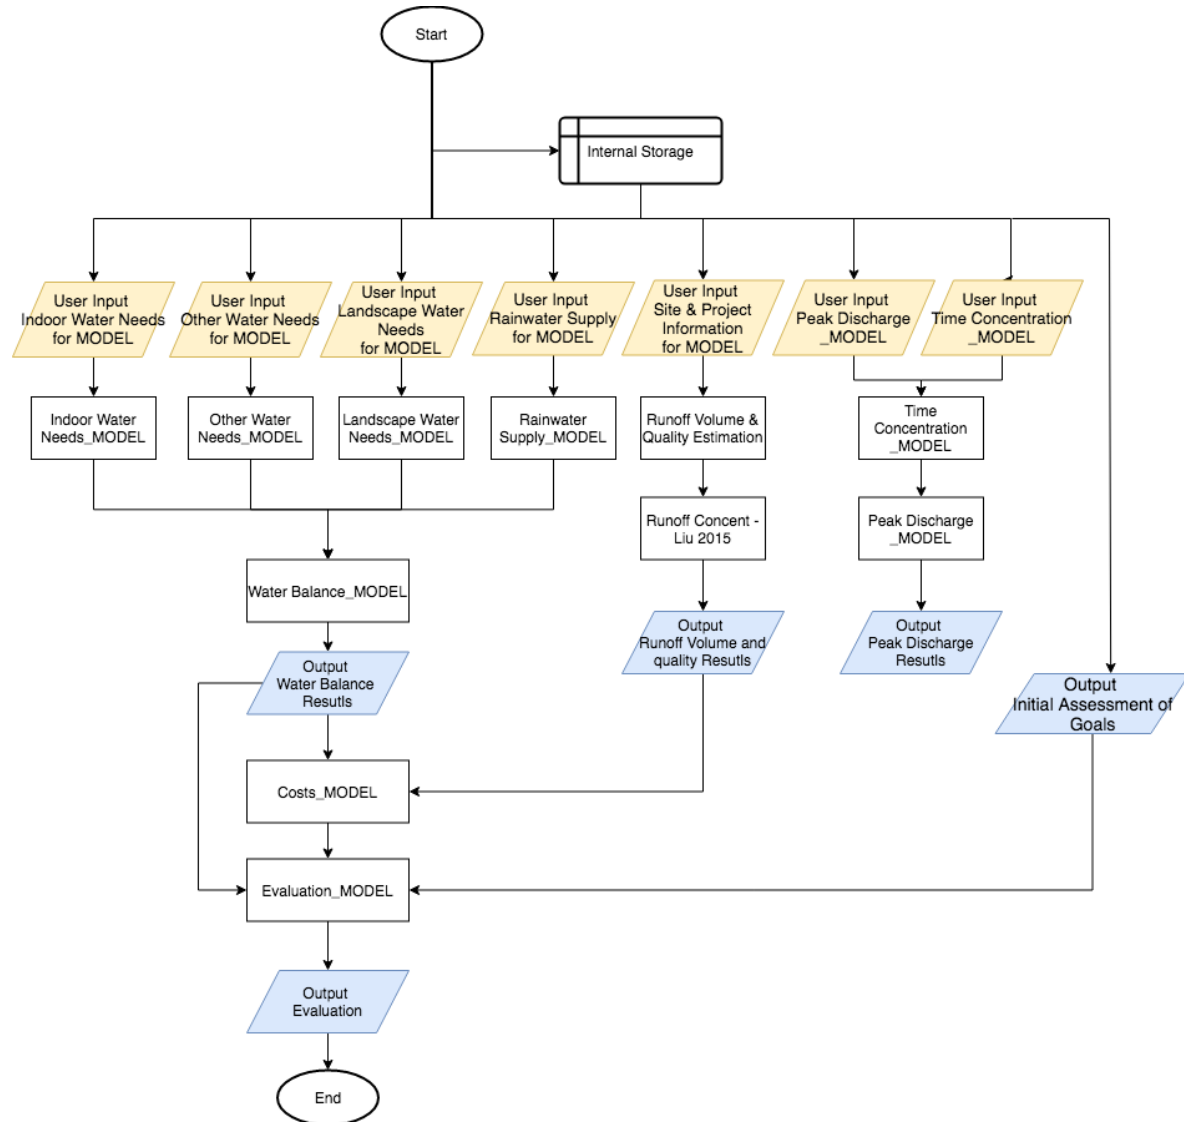 Start
Internal Storage
User Input
Indoor Water Needs
for MODEL
User Input
Other Water Needs
for MODEL
User Input
Landscape Water
Needs
for MODEL
User Input
Rainwater Supply
for MODEL
User Input
Site & Project
Information
for MODEL
User Input
Peak Discharge
_MODEL
User Input
Time Concentration
_MODEL
Indoor Water
Needs_MODEL
Other Water
Needs_MODEL
Landscape Water
Needs_MODEL
Rainwater
Supply_MODEL
Runoff Volume &
Quality Estimation
Time
Concentration
_MODEL
Runoff Concent -
Liu 2015
Peak Discharge
_MODEL
Water Balance_MODEL
Output
Water Balance
Resutls
Output
Runoff Volume and
quality Resutls
Output
Peak Discharge
Resutls
Output
Initial Assessment of
Goals
Costs_MODEL
Evaluation_MODEL
Output
Evaluation
End